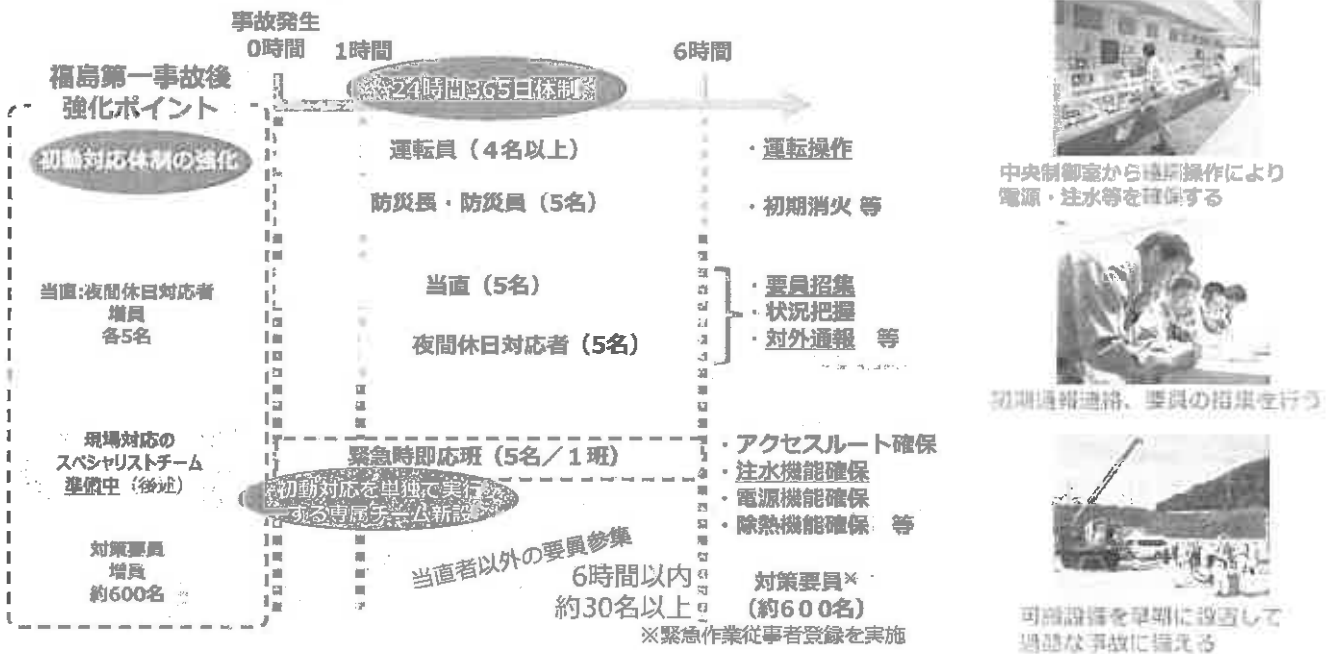 事故発生
0時間
1時間
6時間
福島第一事故後
強化ポイント
24時間365日体制
初動対応体制の強化
運転員（4名以上）
・運転操作
防災長・防災員（5名）
・初期消火 等
当直:夜間休日対応者
増員
各5名
当直（5名）
夜間休日対応者（5名）
・要員招集
・状況把握
・対外通報 等
現場対応の
スペシャリストチーム
準備中（後述）
緊急時即応班（5名／1班）
初動対応を単独で実行
する専属チーム新設
・アクセスルート確保
・注水機能確保
・電源機能確保
・除熱機能確保 等
対策要員
増員
約600名
当直者以外の要員参集
6時間以内
約30名以上
対策要員※
（約600名）
※緊急作業従事者登録を実施
中央制御室から 操作により
電源・注水等を確保する
初期通報連絡、要員の招集を行う
可搬設備を早期に設置して
過酷な事故に備える